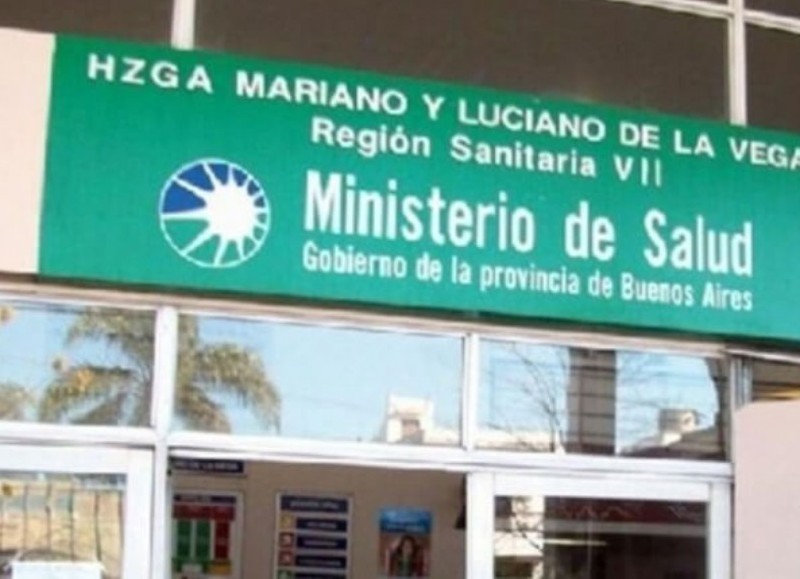 HZGA MARIANO Y LUCIANO DE LA VEGA
Región Sanitaria VII
Ministerio de Salud
Gobierno de la provincia de Buenos Aires